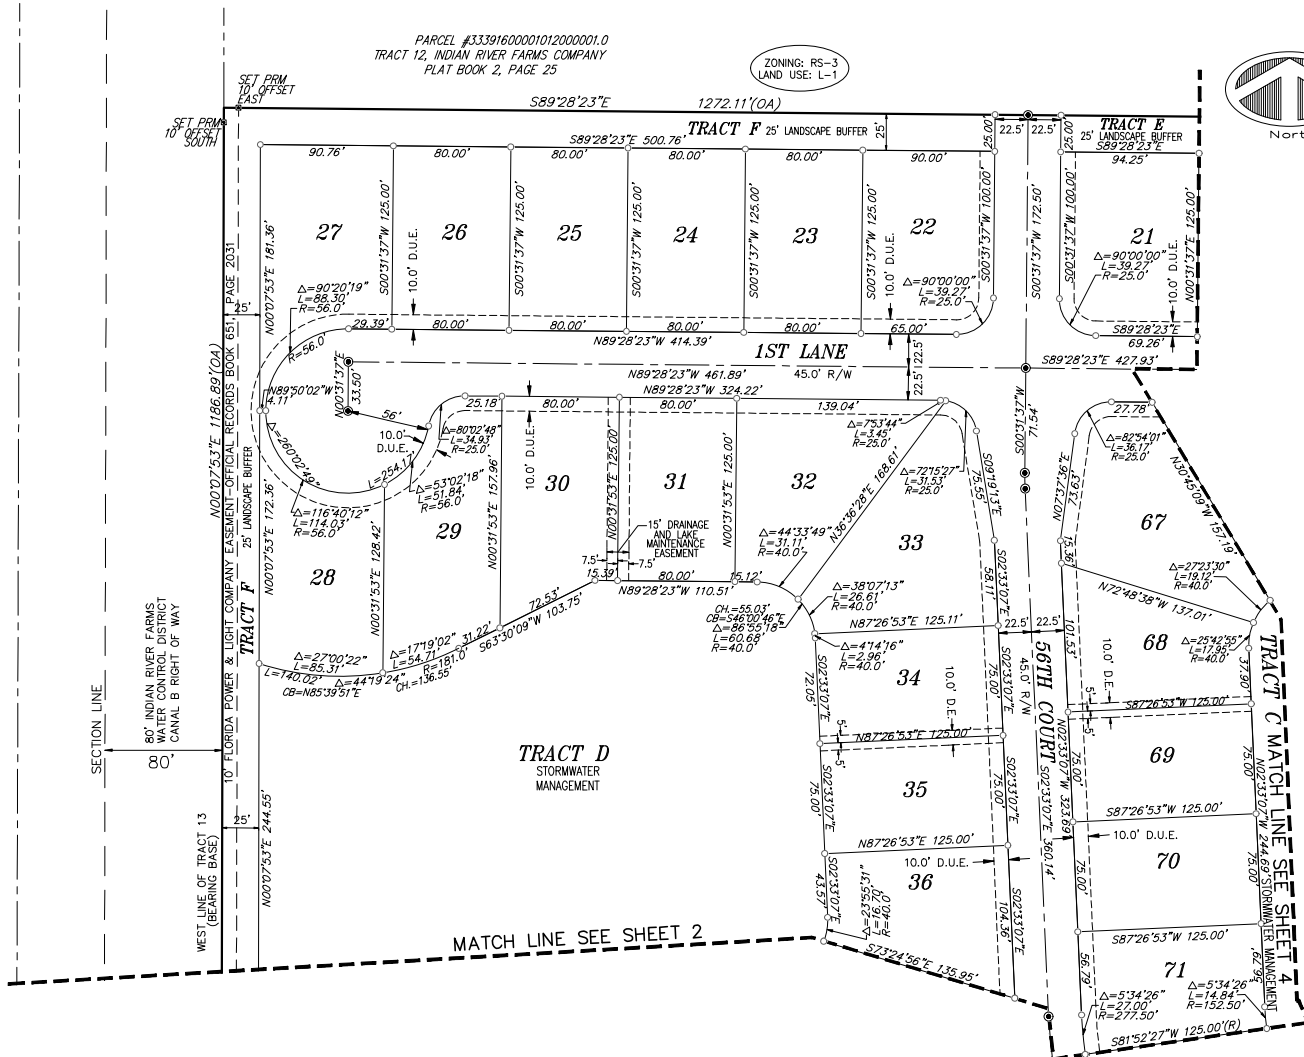 PARCEL #33391600001012000001.0
TRACT 12, INDIAN RIVER FARMS COMPANY
PLAT BOOK 2, PAGE 25
ZONING: RS-3
LAND USE: L-1
SET PRM
10' OFFSET
EAST
SET PRM
10' OFFSET
SOUTH
S89°28'23"E 1272.11'(OA)
TRACT F 25' LANDSCAPE BUFFER
25'
S89°28'23"E 500.76'
25.00'
22.5' 22.5'
25.00'
TRACT E
25' LANDSCAPE BUFFER
S89°28'23"E
94.25'
Nort
90.76'
80.00'
80.00'
80.00'
80.00'
90.00'
27
26
25
24
23
22
21
N00°07'53"E 181.36'
S00°31'37"W 125.00'
S00°31'37"W 125.00'
S00°31'37"W 125.00'
S00°31'37"W 125.00'
S00°31'37"W 125.00'
S00°31'37"W 100.00'
S00°31'37"W 172.50'
S00°31'37"W 100.00'
N00°31'37"E 125.00'
10.0' D.U.E.
10.0' D.U.E.
10.0' D.U.E.
△=90°20'19"
L=88.30'
R=56.0'
△=90°00'00"
L=39.27'
R=25.0'
△=90°00'00"
L=39.27'
R=25.0'
25'
R=56.0'
29.39'
80.00'
80.00'
80.00'
80.00'
65.00'
N89°28'23"W 414.39'
S89°28'23"E
69.26'
1ST LANE
45.0' R/W
22.5'
22.5'
S89°28'23"E 427.93'
N89°28'23"W 461.89'
N89°28'23"W 324.22'
N00°31'37"E
33.50'
N89°50'02"W
4.11'
56'
25.18'
80.00'
80.00'
139.04'
10.0'
D.U.E.
△=80°02'48"
L=34.93'
R=25.0'
△=260°02'49"
L=254.17'
△=53°02'18"
L=51.84'
R=56.0'
△=116°40'12"
L=114.03'
R=56.0'
10.0' D.U.E.
30
31
32
29
28
33
N00°07'53"E 172.36'
N00°31'53"E 128.42'
N00°31'53"E 157.96'
N00°31'53"E 125.00'
N00°31'53"E 125.00'
15' DRAINAGE
AND LAKE
MAINTENANCE
EASEMENT
7.5'
7.5'
15.39'
80.00'
15.12'
N89°28'23"W 110.51'
N36°36'28"E 168.61'
△=7°53'44"
L=3.45'
R=25.0'
△=72°15'27"
L=31.53'
R=25.0'
S09°19'13"E
75.55'
S00°31'37"W
71.54'
△=44°33'49"
L=31.11'
R=40.0'
△=38°07'13"
L=26.61'
R=40.0'
CH.=55.03'
CB=S46°00'46"E
△=86°55'18"
L=60.68'
R=40.0'
△=4°14'16"
L=2.96'
R=40.0'
S02°33'07"E
58.11'
N87°26'53"E 125.11'
27.78'
△=82°54'01"
L=36.17'
R=25.0'
N07°37'36"E
73.63'
15.36'
N30°45'09"W 157.19'
67
N72°48'38"W 137.01'
△=27°23'30"
L=19.12'
R=40.0'
△=25°42'55"
L=17.95'
R=40.0'
37.90'
68
101.53'
10.0' D.E.
5'
5'
S87°26'53"W 125.00'
72.53'
S63°30'09"W 103.75'
31.22'
△=17°19'02"
L=54.71'
R=181.0'
△=27°00'22"
L=85.31'
L=140.02'
△=44°19'24"
CB=N85°39'51"E
CH.=136.55'
TRACT F
25' LANDSCAPE BUFFER
N00°07'53"E 1186.89'(OA)
10' FLORIDA POWER & LIGHT COMPANY EASEMENT-OFFICIAL RECORDS BOOK 651, PAGE 2031
80' INDIAN RIVER FARMS
WATER CONTROL DISTRICT
CANAL B RIGHT OF WAY
80'
SECTION LINE
WEST LINE OF TRACT 13
(BEARING BASE)
25'
N00°07'53"E 244.55'
TRACT D
STORMWATER
MANAGEMENT
34
S02°33'07"E
72.05'
10.0' D.E.
5'
5'
N87°26'53"E 125.00'
S02°33'07"E
75.00'
22.5'
22.5'
45.0' R/W
56TH COURT
S02°33'07"E 360.14'
35
S02°33'07"E
75.00'
S02°33'07"E
75.00'
N87°26'53"E 125.00'
10.0' D.U.E.
36
S02°33'07"E
43.57'
△=23°55'31"
L=16.70'
R=40.0'
S02°33'07"E
104.36'
S73°24'56"E 135.95'
MATCH LINE SEE SHEET 2
69
N02°33'07"W 323.69'
75.00'
75.00'
N02°33'07"W 244.69'
S87°26'53"W 125.00'
10.0' D.U.E.
70
75.00'
75.00'
S87°26'53"W 125.00'
71
56.79'
△=5°34'26"
L=27.00'
R=277.50'
△=5°34'26"
L=14.84'
R=152.50'
S81°52'27"W 125.00'(R)
TRACT C MATCH LINE SEE SHEET 4
STORMWATER MANAGEMENT